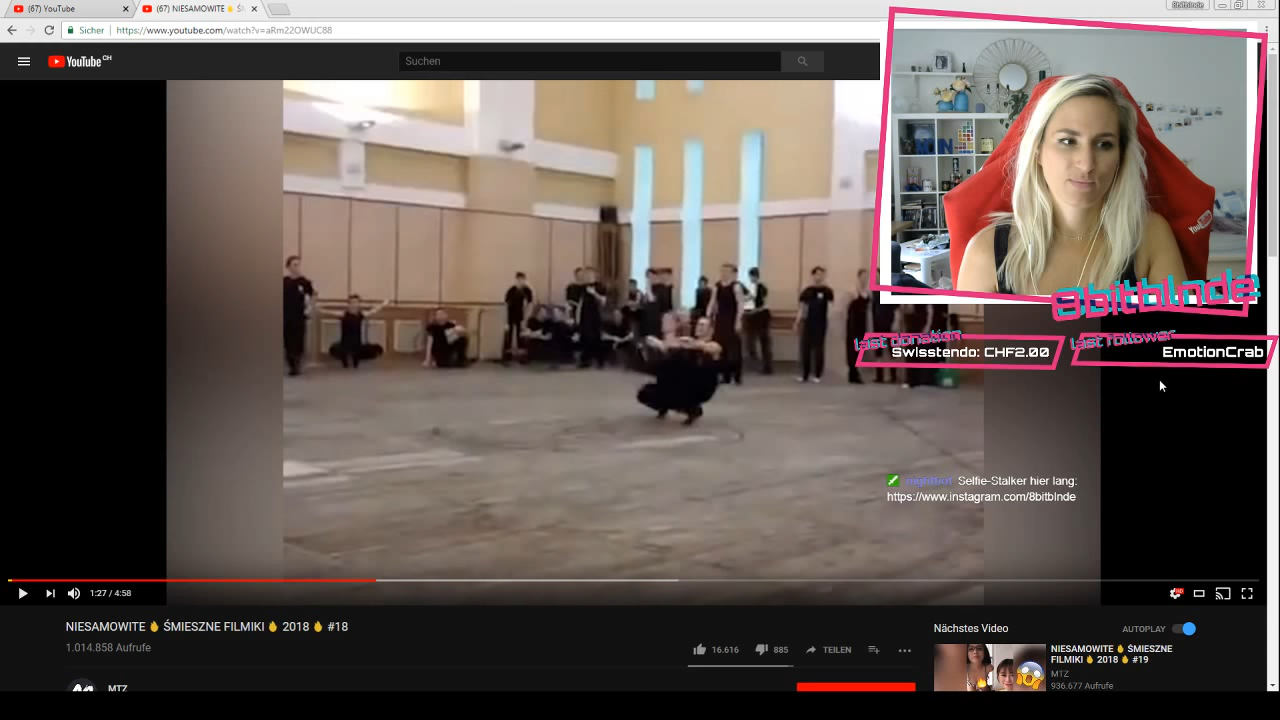 (67) YouTube
(67) NIESAMOWITE
8bitblnde
Sicher
https://www.youtube.com/watch?v=aRm22OWUC88
YouTube CH
Suchen
8bitblnde
last donation
last follower
Swisstendo: CHF2.00
EmotionCrab
nightbot Selfie-Stalker hier lang:
https://www.instagram.com/8bitblnde
1:27 / 4:58
NIESAMOWITE 🔥 ŚMIESZNE FILMIKI 🔥 2018 🔥 #18
1.014.858 Aufrufe
16.616
885
TEILEN
MTZ
Nächstes Video
AUTOPLAY
NIESAMOWITE 🔥 ŚMIESZNE
FILMIKI 🔥 2018 🔥 #19
MTZ
936.677 Aufrufe